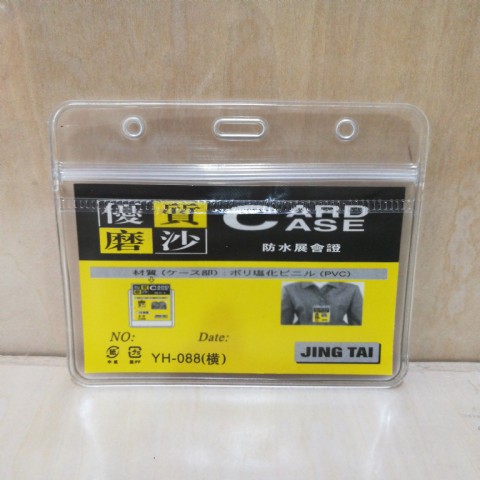 優質
磨沙
CARD
CASE
防水展會證
材質(ケース部):ポリ塩化ビニル(PVC)
NO: Date:
YH-088(横)
JING TAI